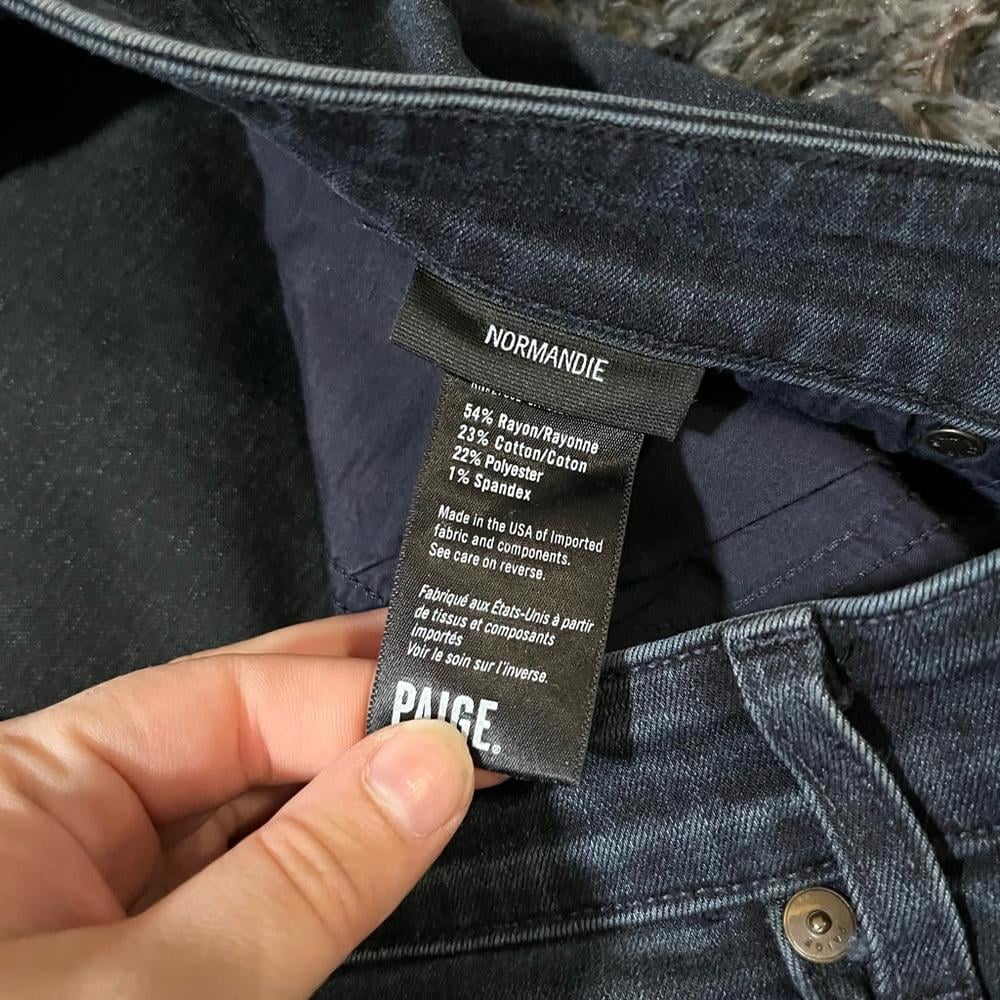 NORMANDIE
54% Rayon/Rayonne
23% Cotton/Coton
22% Polyester
1% Spandex
Made in the USA of Imported
fabric and components.
See care on reverse.
Fabriqué aux États-Unis à partir
de tissus et composants
importés
Voir le soin sur l'inverse.
PAIGE®
PAIGE